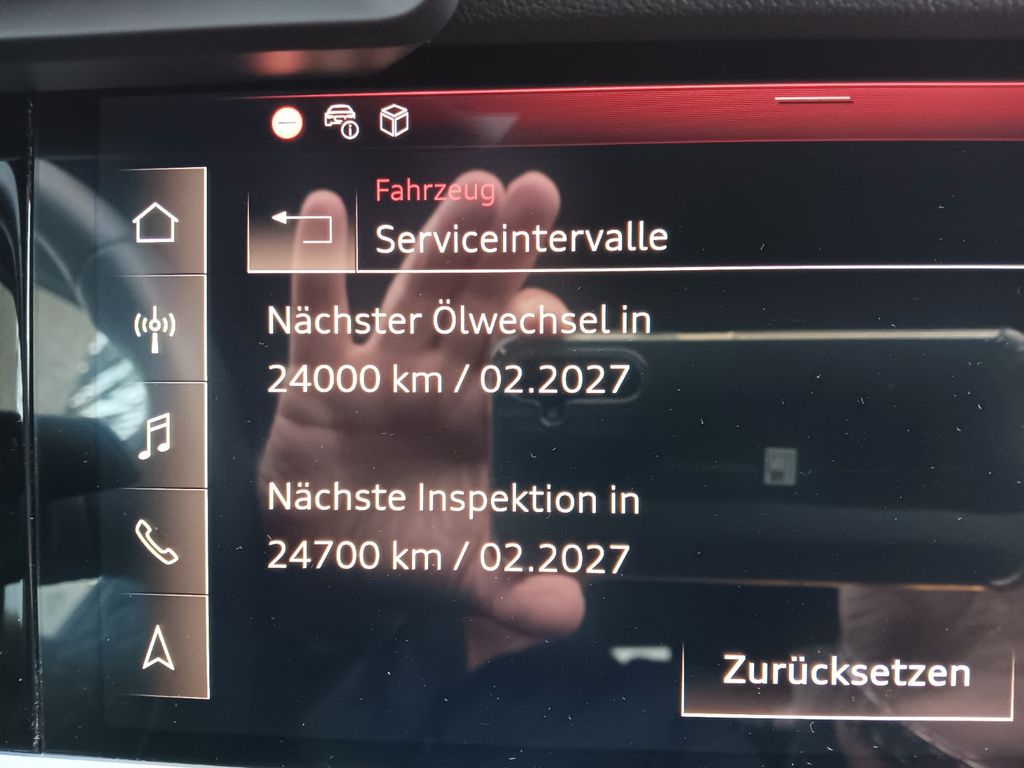 Fahrzeug
Serviceintervalle
Nächster Ölwechsel in
24000 km / 02.2027
Nächste Inspektion in
24700 km / 02.2027
Zurücksetzen